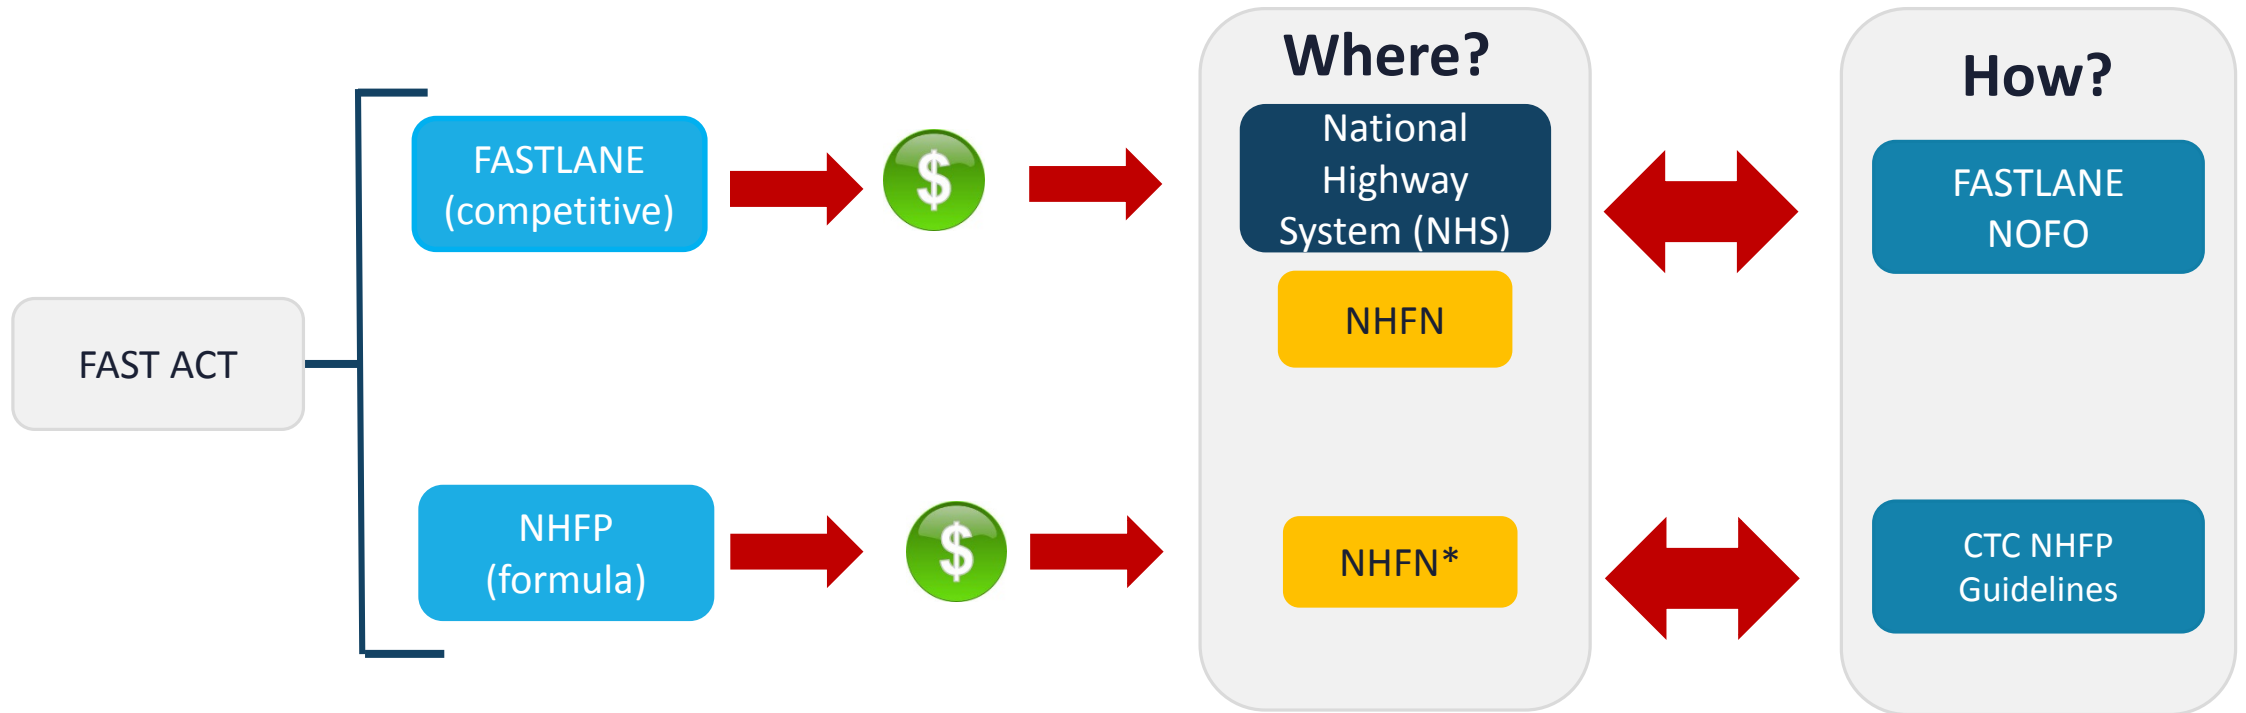 FAST ACT
FASTLANE
(competitive)
$
NHFP
(formula)
$
Where?
National
Highway
System (NHS)
NHFN
NHFN*
How?
FASTLANE
NOFO
CTC NHFP
Guidelines